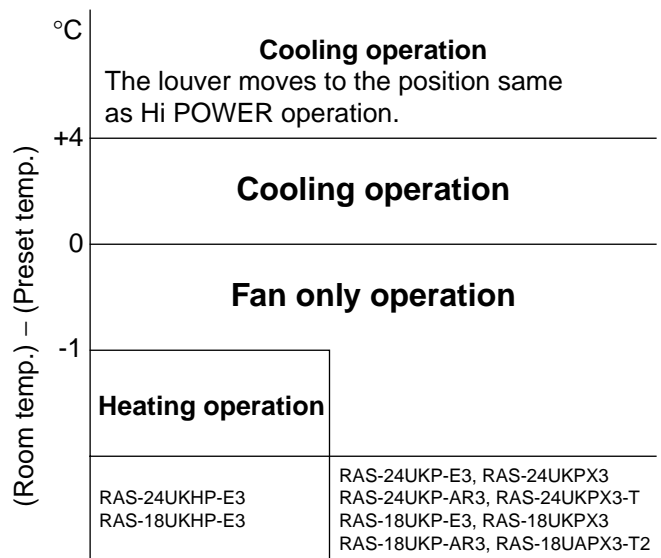 °C
Cooling operation
The louver moves to the position same
as Hi POWER operation.
+4
Cooling operation
0
Fan only operation
-1
Heating operation
(Room temp.) – (Preset temp.)
RAS-24UKHP-E3
RAS-18UKHP-E3
RAS-24UKP-E3, RAS-24UKPX3
RAS-24UKP-AR3, RAS-24UKPX3-T
RAS-18UKP-E3, RAS-18UKPX3
RAS-18UKP-AR3, RAS-18UAPX3-T2